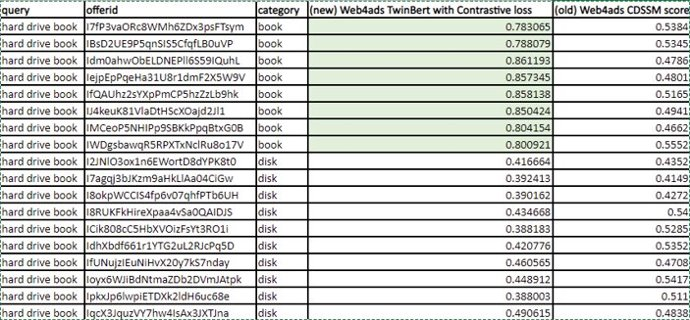 query offerid category (new) Web4ads TwinBert with Contrastive loss (old) Web4ads CDSSM score
hard drive book I7fP3vaORc8WMh6ZDx3psFTsym book 0.783065 0.5384
hard drive book IBsD2UE9P5qnSIS5CfqfLB0uVP book 0.788079 0.5345
hard drive book Idm0ahwObELDNEPll6S59IQuhL book 0.861193 0.4786
hard drive book IejpEpPqeHa31U8r1dmF2X5W9V book 0.857345 0.4801
hard drive book IfQAUhz2sYXpPmCP5hzZzLb9hk book 0.858138 0.5165
hard drive book IJ4keuK81VlaDtHScXOajd2Jl1 book 0.850424 0.4941
hard drive book IMCeoP5NHIPp9SBKkPpqBtxG0B book 0.804154 0.4662
hard drive book IWDgsbawqR5RPXTxNclRu8o17V book 0.800921 0.5552
hard drive book I2JNlO3ox1n6EWortD8dYPK8t0 disk 0.416664 0.4352
hard drive book I7agqj3bJKzm9aHkLlAa04CiGw disk 0.392413 0.4149
hard drive book I8okpWCCIS4fp6v07qhfPTb6UH disk 0.390162 0.4272
hard drive book I8RUKFkHireXpaa4vSa0QAIDJS disk 0.434668 0.54
hard drive book ICik808cC5HbXVOizFsYt3RO1i disk 0.388183 0.5285
hard drive book IdhXbdf661r1YTG2uL2RJcPq5D disk 0.420776 0.5352
hard drive book IfUNujzIEuNiHvX20y7kS7nday disk 0.460565 0.4708
hard drive book Ioyx6WJiBdNtmaZDb2DVmJAtpk disk 0.448912 0.5417
hard drive book IpkxJp6lwpiETDXk2ldH6uc68e disk 0.388003 0.511
hard drive book IqcX3JquzVY7hw4IsAx3JXTJna disk 0.490615 0.4838